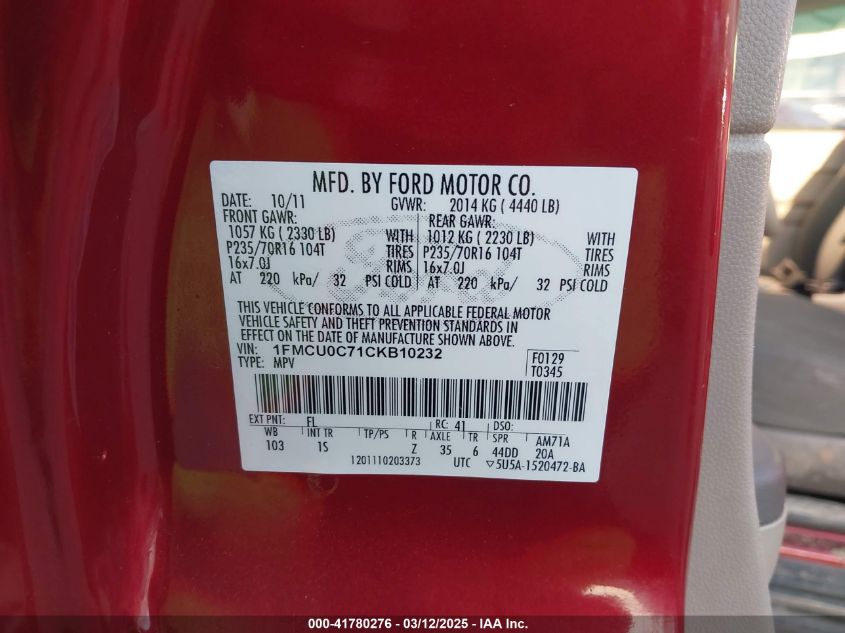 MFD. BY FORD MOTOR CO.
DATE: 10/11 GVWR: 2014 KG ( 4440 LB)
FRONT GAWR: REAR GAWR:
1057 KG ( 2330 LB) WITH 1012 KG ( 2230 LB) WITH
P235/70R16 104T TIRES P235/70R16 104T TIRES
16x7.0J RIMS 16x7.0J RIMS
AT 220 kPa/ 32 PSI COLD AT 220 kPa/ 32 PSI COLD
THIS VEHICLE CONFORMS TO ALL APPLICABLE FEDERAL MOTOR
VEHICLE SAFETY AND THEFT PREVENTION STANDARDS IN
EFFECT ON THE DATE OF MANUFACTURE SHOWN ABOVE.
VIN: 1FMCU0C71CKB10232 F0129
TYPE: MPV T0345
EXT PNT: FL RC: 41 DSO:
WB INT TR TP/PS R AXLE TR SPR AM71A
103 1S Z 35 6 44DD 20A
1201110203373 UTC ▽5U5A-1520472-BA
000-41780276 - 03/12/2025 - IAA Inc.